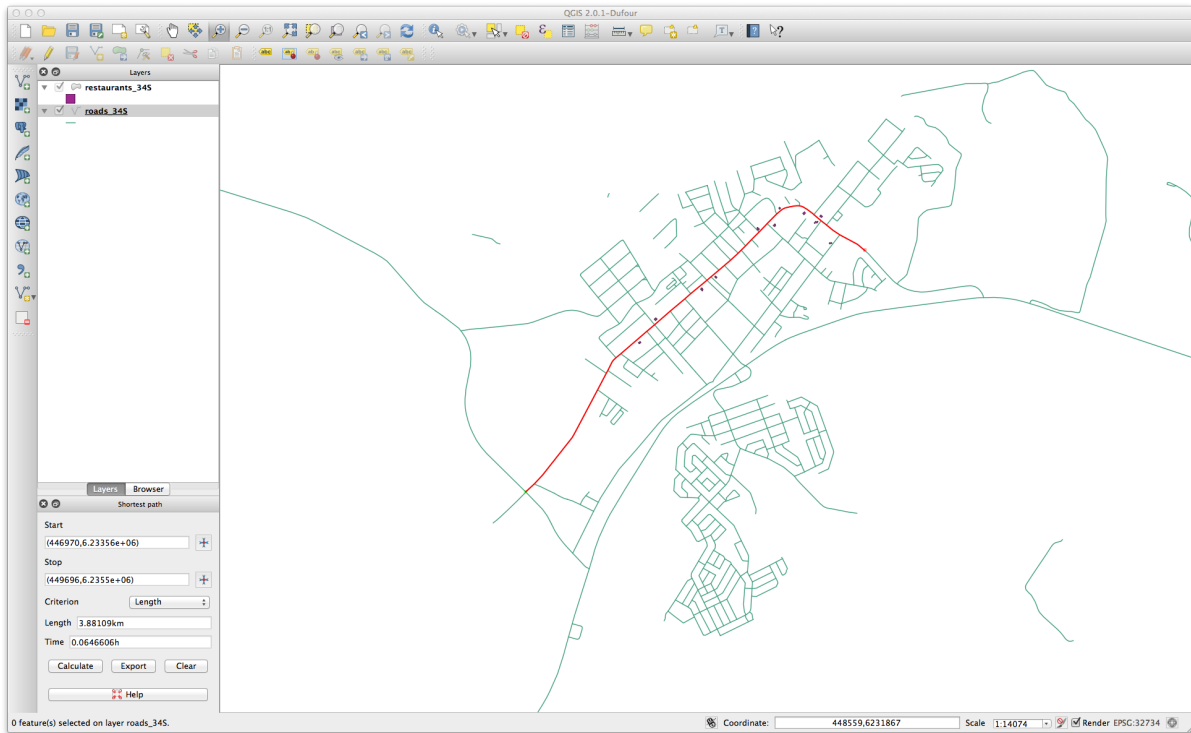 QGIS 2.0.1-Dufour
Layers
restaurants_34S
roads_34S
Layers Browser
Shortest path
Start
(446970,6.23356e+06)
Stop
(449696,6.2355e+06)
Criterion Length
Length 3.88109km
Time 0.0646606h
Calculate Export Clear
Help
0 feature(s) selected on layer roads_34S.
Coordinate: 448559,6231867 Scale 1:14074 Render EPSG:32734